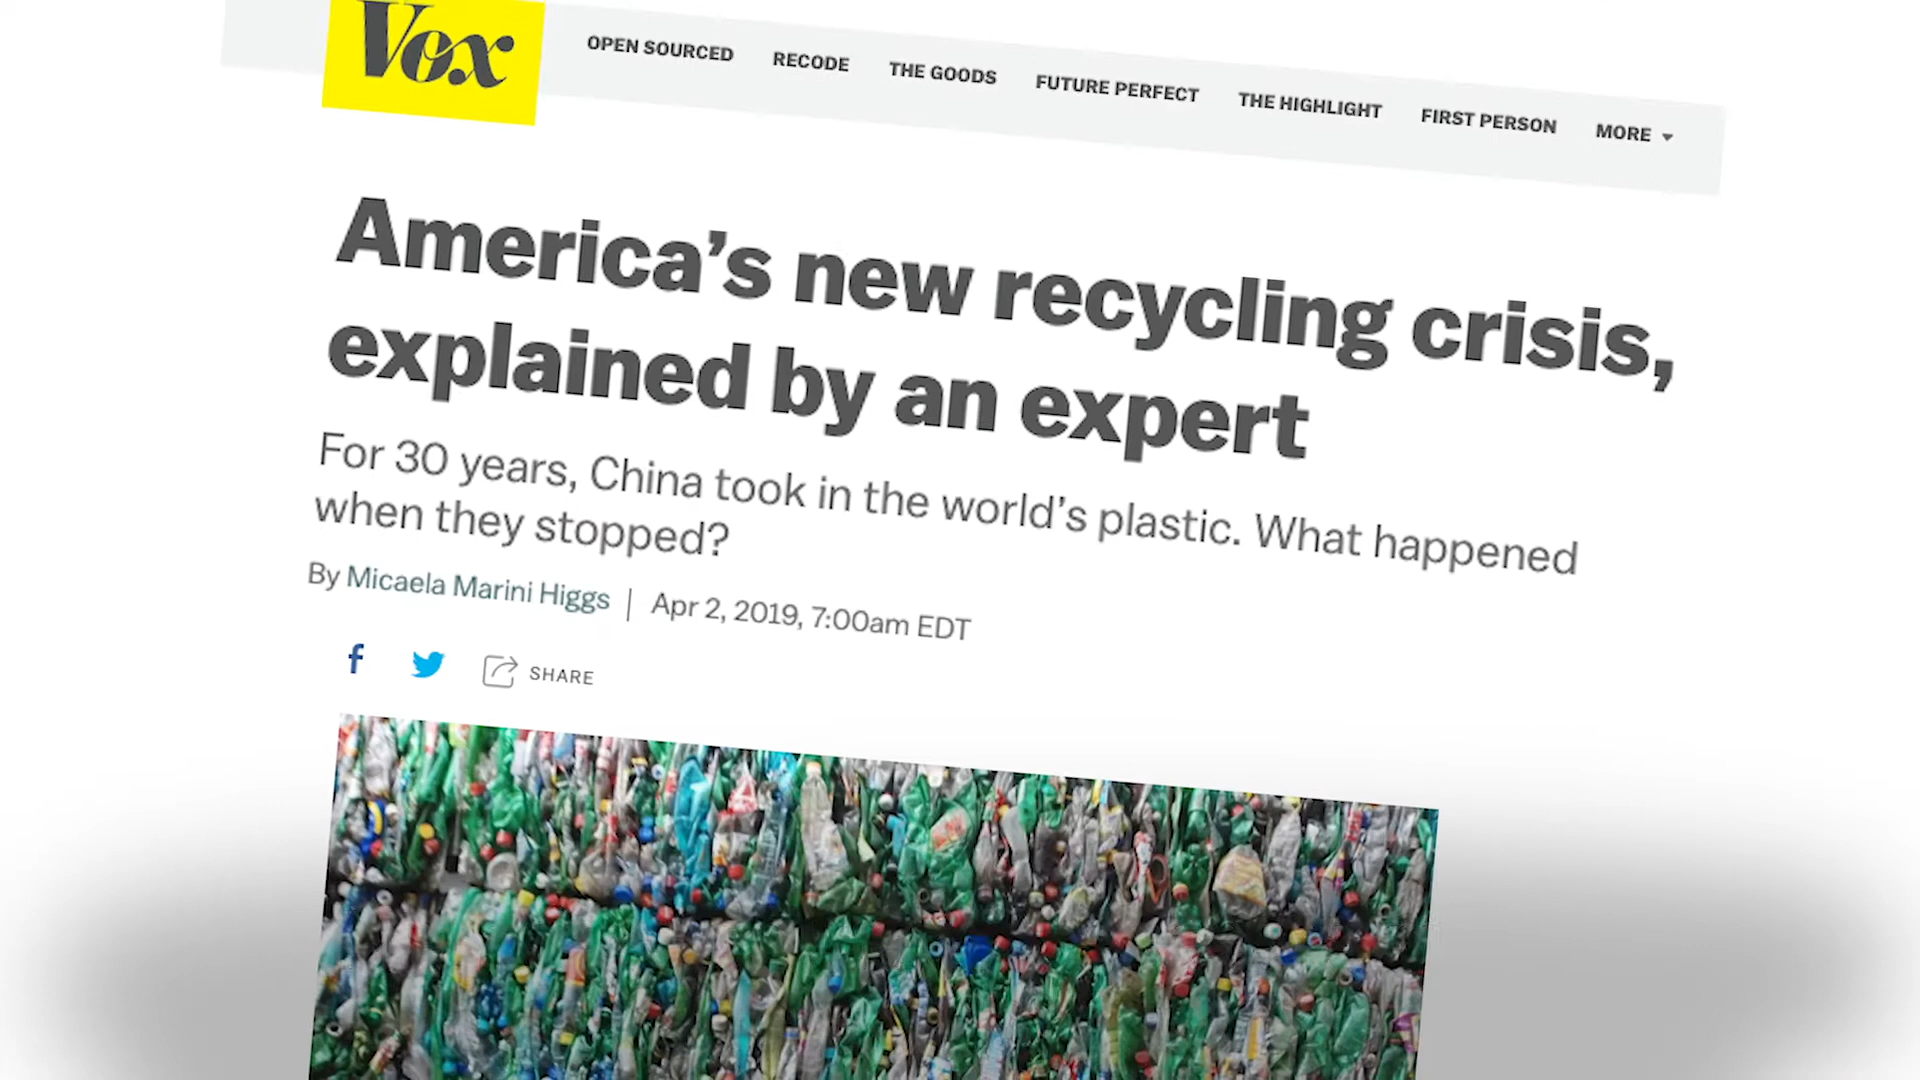 Vox
OPEN SOURCED RECODE THE GOODS FUTURE PERFECT THE HIGHLIGHT FIRST PERSON MORE
America’s new recycling crisis,
explained by an expert
For 30 years, China took in the world’s plastic. What happened
when they stopped?
By Micaela Marini Higgs | Apr 2, 2019, 7:00am EDT
SHARE